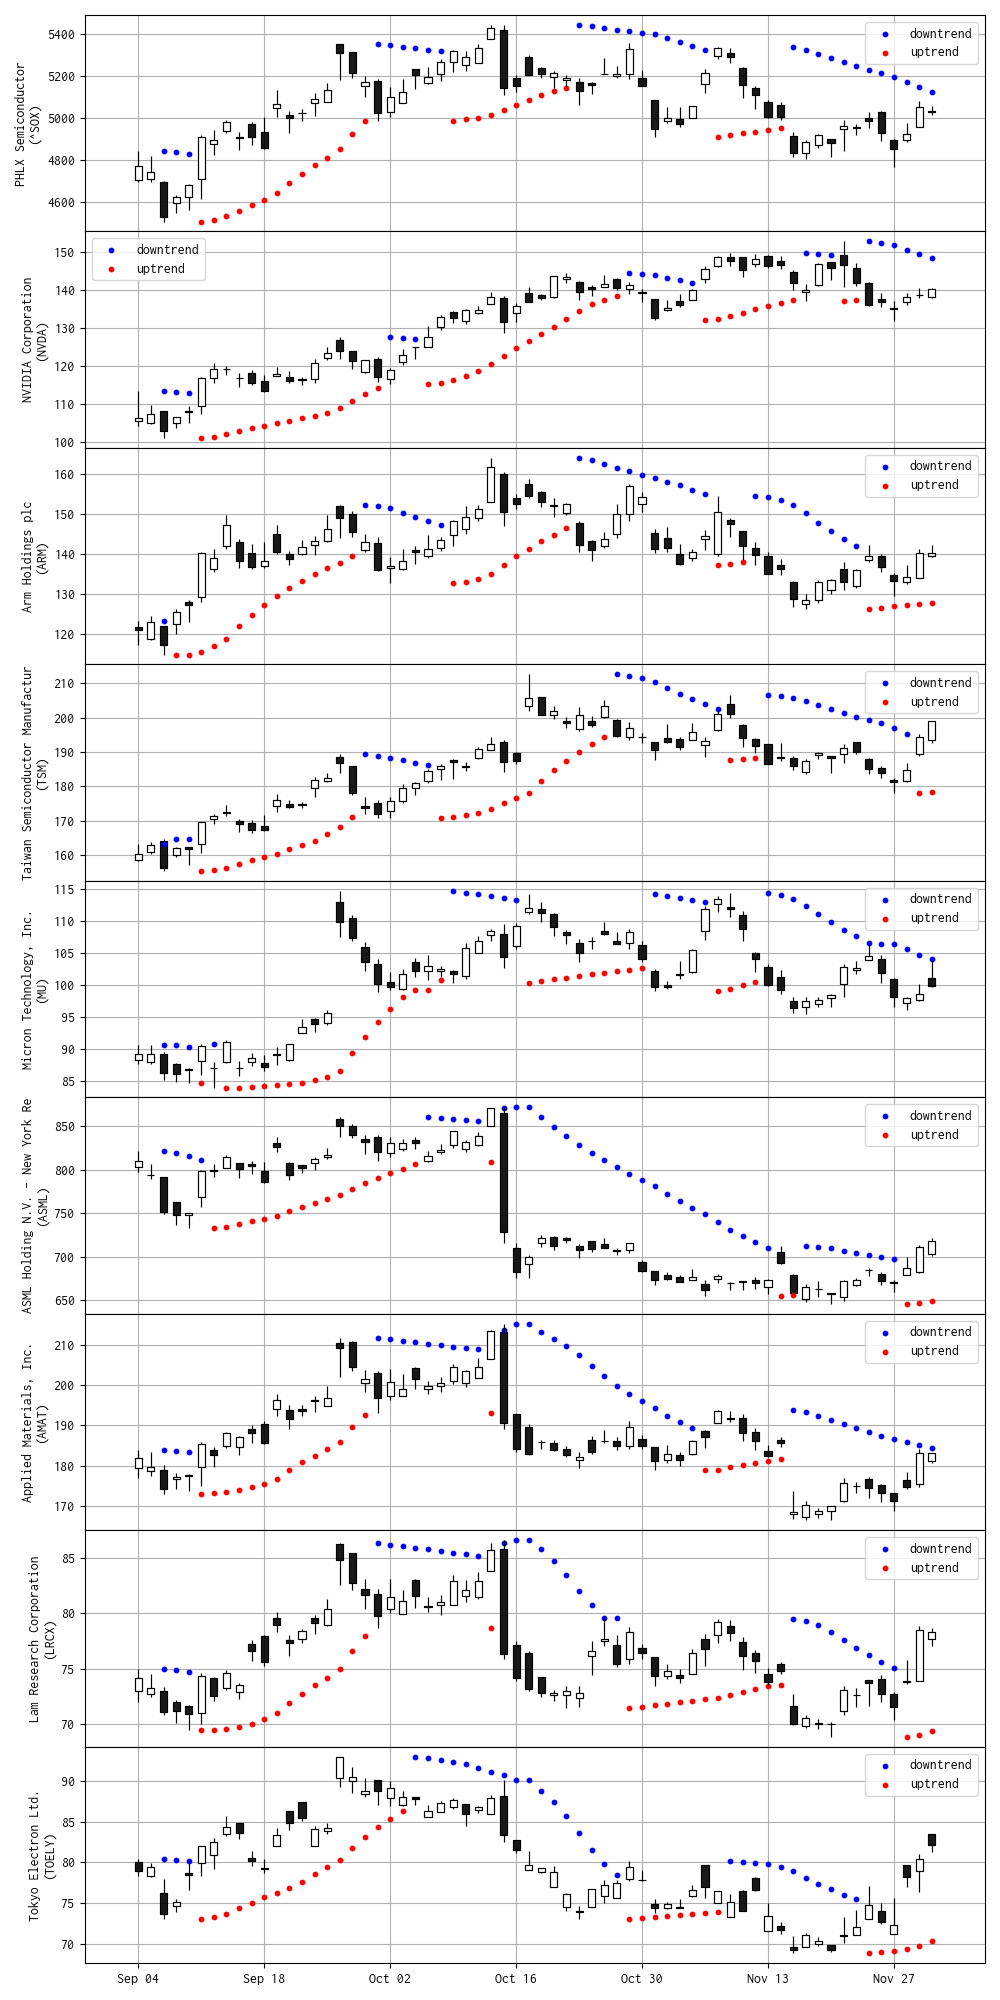 PHLX Semiconductor
(^SOX)
5400
5200
5000
4800
4600
downtrend
uptrend
NVIDIA Corporation
(NVDA)
150
140
130
120
110
100
downtrend
uptrend
Arm Holdings plc
(ARM)
160
150
140
130
120
downtrend
uptrend
Taiwan Semiconductor Manufactur
(TSM)
210
200
190
180
170
160
downtrend
uptrend
Micron Technology, Inc.
(MU)
115
110
105
100
95
90
85
downtrend
uptrend
ASML Holding N.V. - New York Re
(ASML)
850
800
750
700
650
downtrend
uptrend
Applied Materials, Inc.
(AMAT)
210
200
190
180
170
downtrend
uptrend
Lam Research Corporation
(LRCX)
85
80
75
70
downtrend
uptrend
Tokyo Electron Ltd.
(TOELY)
90
85
80
75
70
downtrend
uptrend
Sep 04
Sep 18
Oct 02
Oct 16
Oct 30
Nov 13
Nov 27